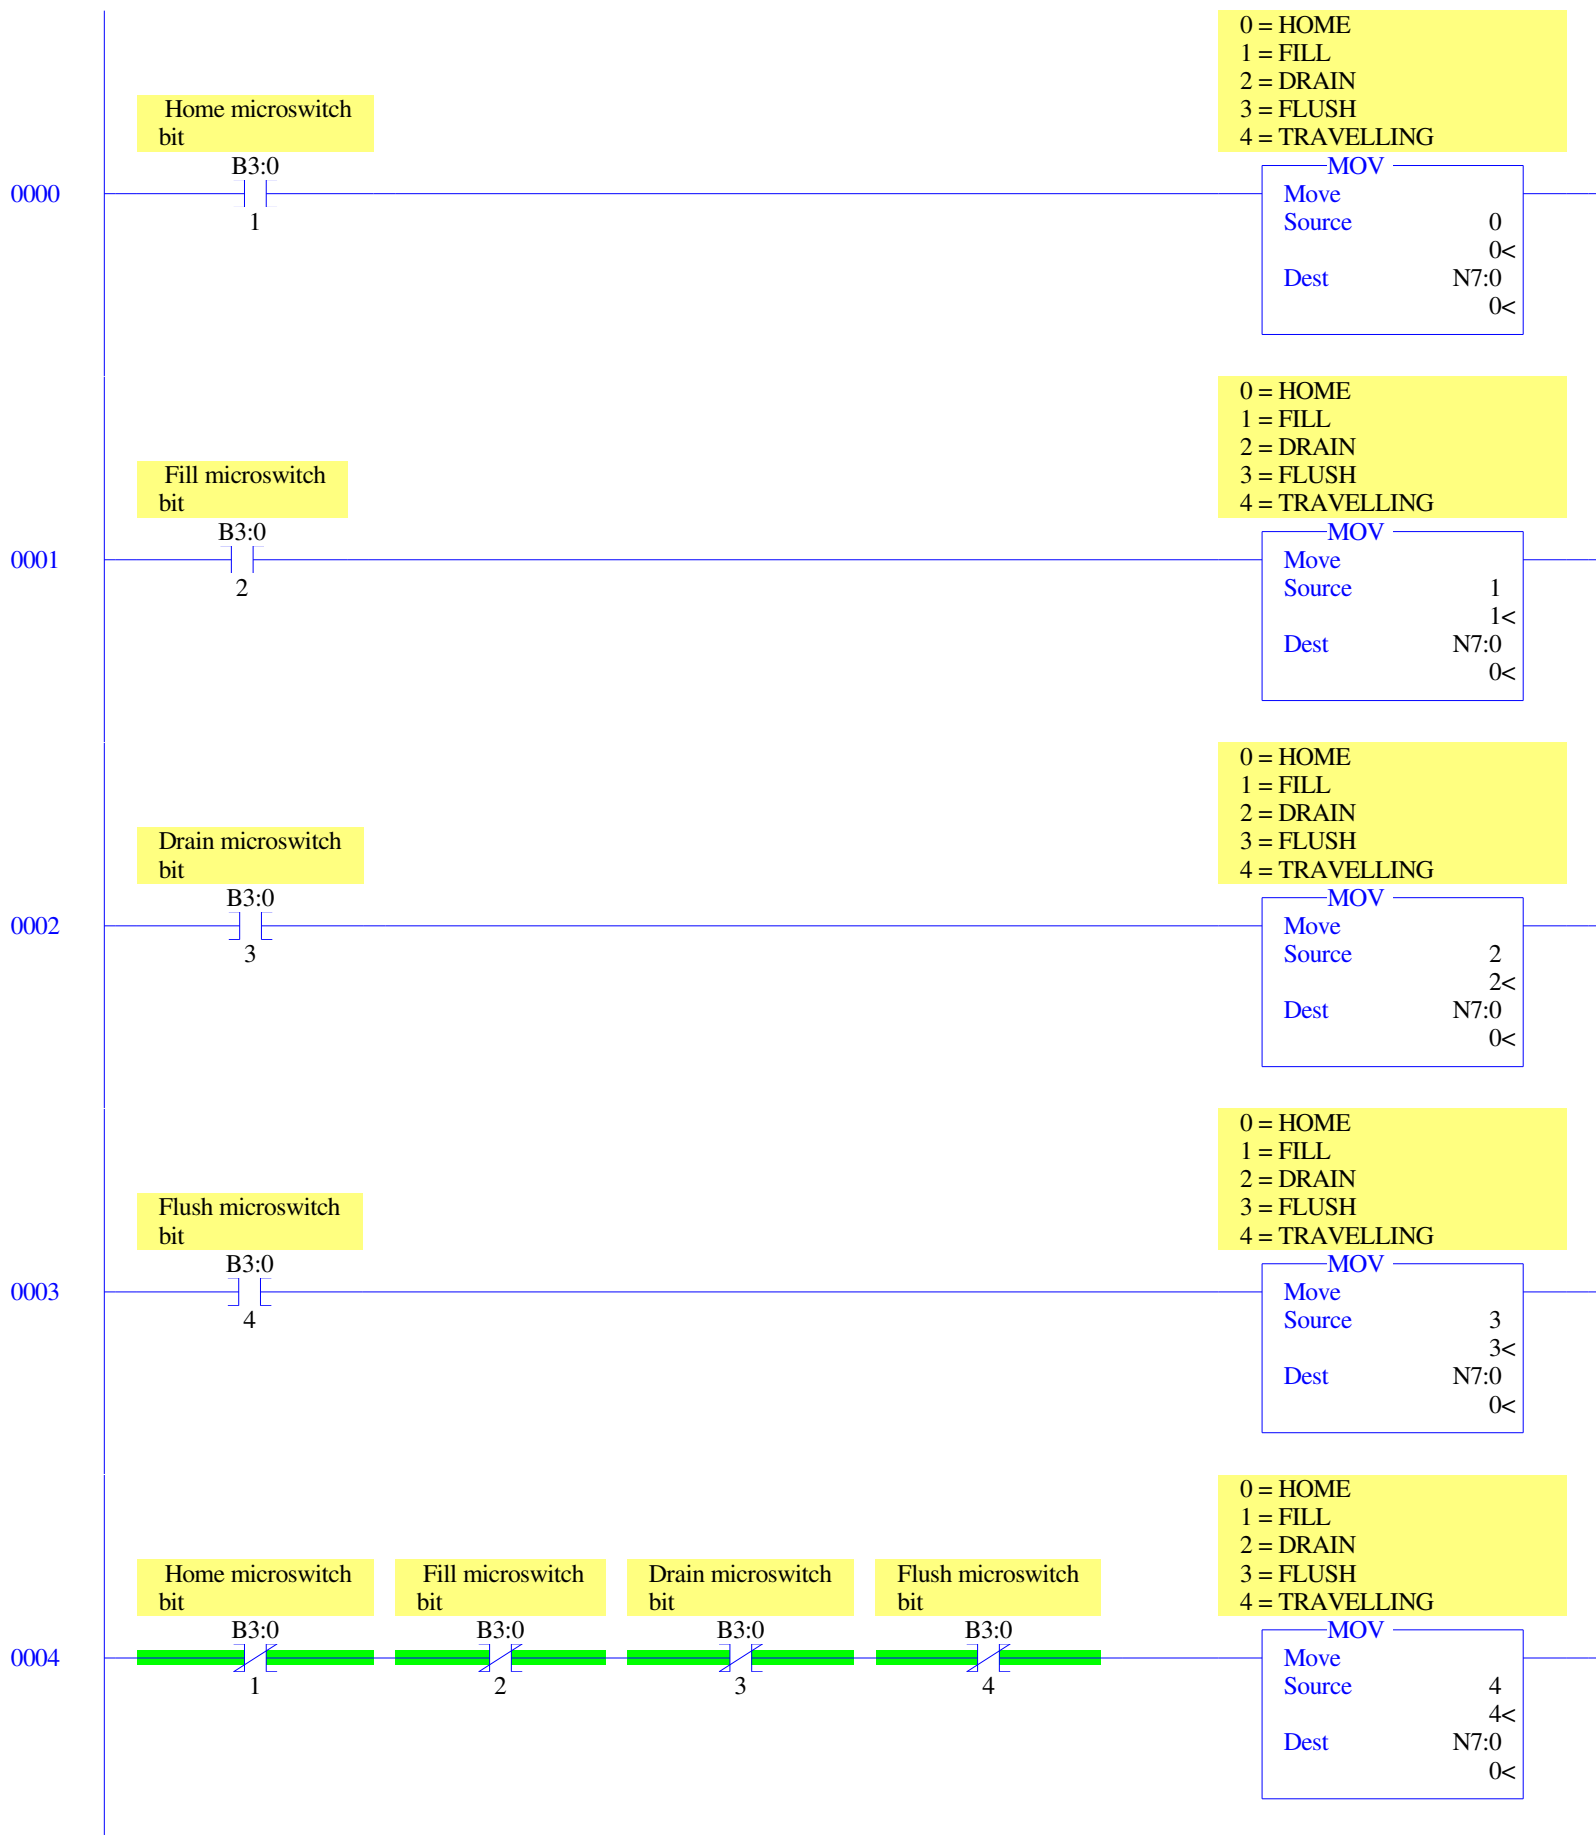 0 = HOME
1 = FILL
2 = DRAIN
3 = FLUSH
4 = TRAVELLING
Home microswitch
bit
B3:0
1
0000
MOV
Move
Source 0
0<
Dest N7:0
0<
0 = HOME
1 = FILL
2 = DRAIN
3 = FLUSH
4 = TRAVELLING
Fill microswitch
bit
B3:0
2
0001
MOV
Move
Source 1
1<
Dest N7:0
0<
0 = HOME
1 = FILL
2 = DRAIN
3 = FLUSH
4 = TRAVELLING
Drain microswitch
bit
B3:0
3
0002
MOV
Move
Source 2
2<
Dest N7:0
0<
0 = HOME
1 = FILL
2 = DRAIN
3 = FLUSH
4 = TRAVELLING
Flush microswitch
bit
B3:0
4
0003
MOV
Move
Source 3
3<
Dest N7:0
0<
0 = HOME
1 = FILL
2 = DRAIN
3 = FLUSH
4 = TRAVELLING
Home microswitch
bit
B3:0
1
Fill microswitch
bit
B3:0
2
Drain microswitch
bit
B3:0
3
Flush microswitch
bit
B3:0
4
0004
MOV
Move
Source 4
4<
Dest N7:0
0<